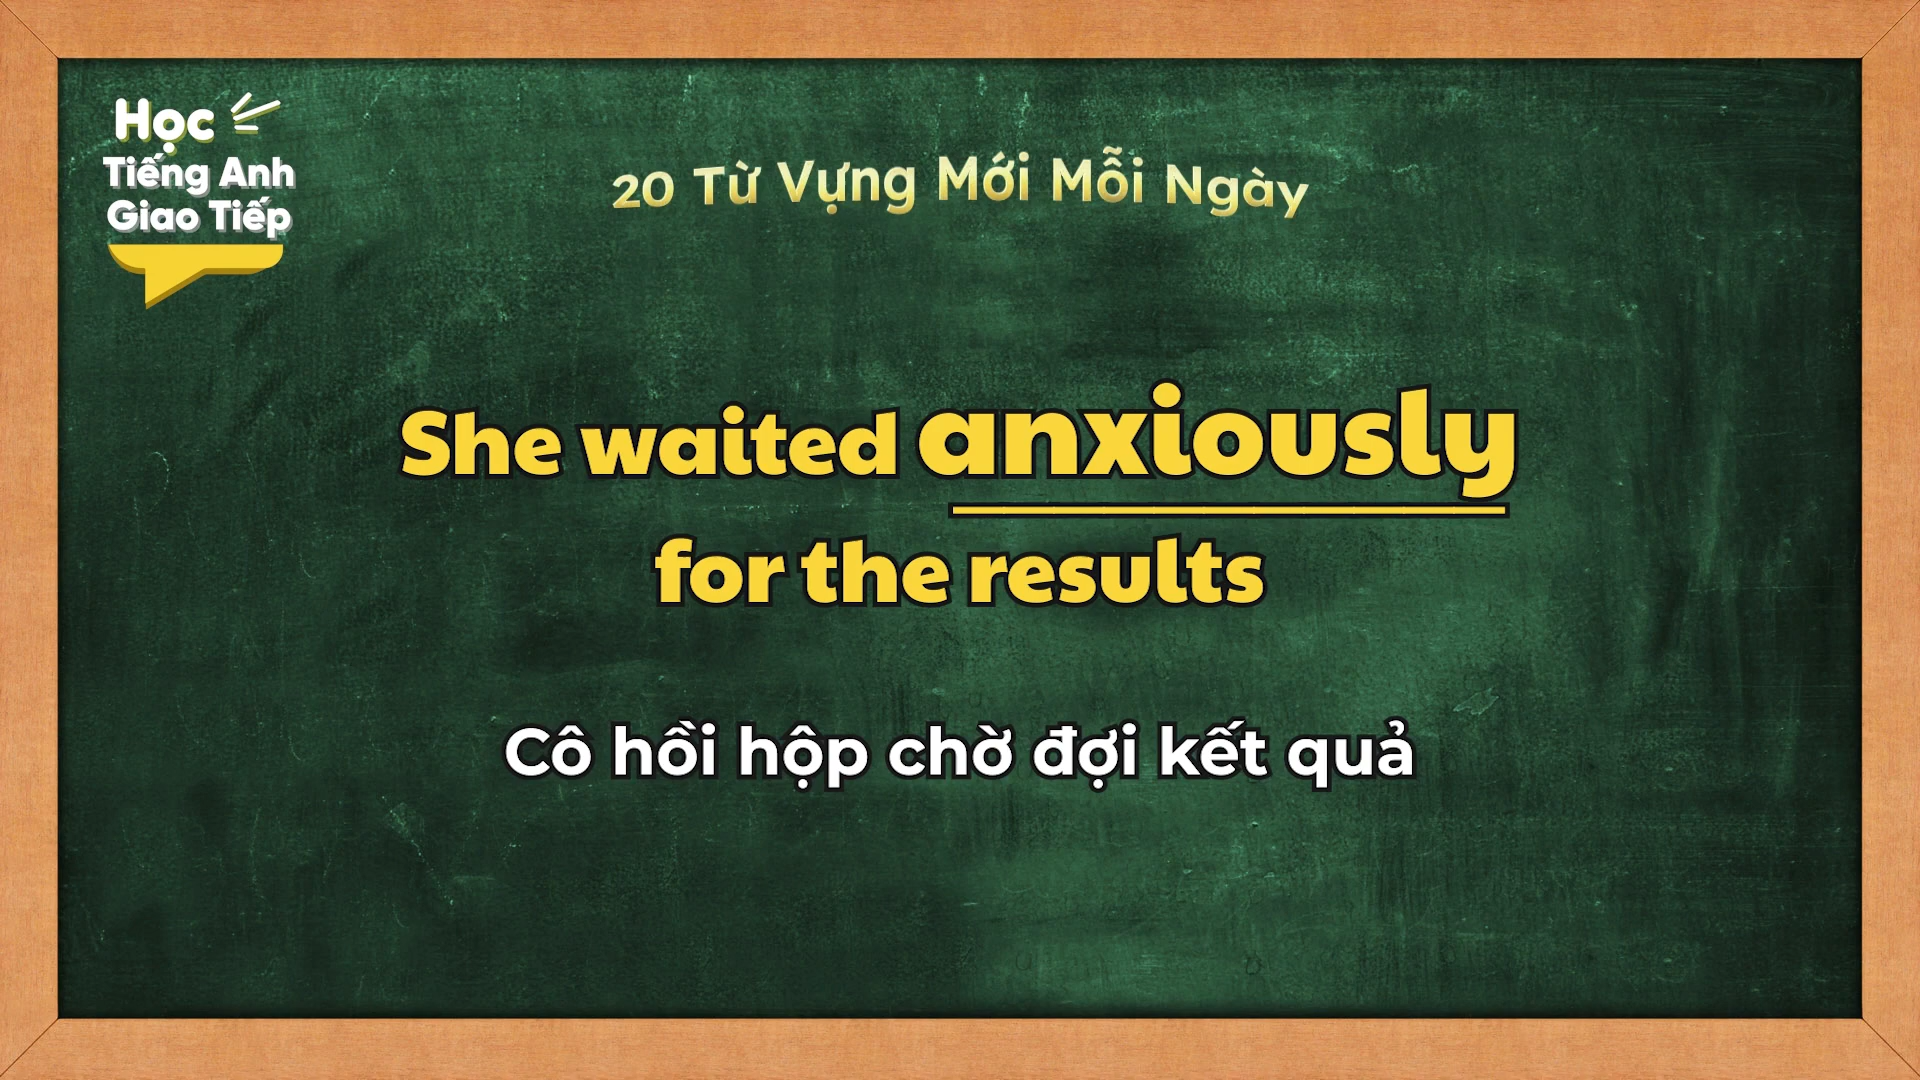 Học
Tiếng Anh
Giao Tiếp
20 Từ Vựng Mới Mỗi Ngày
She waited anxiously
for the results
Cô hồi hộp chờ đợi kết quả